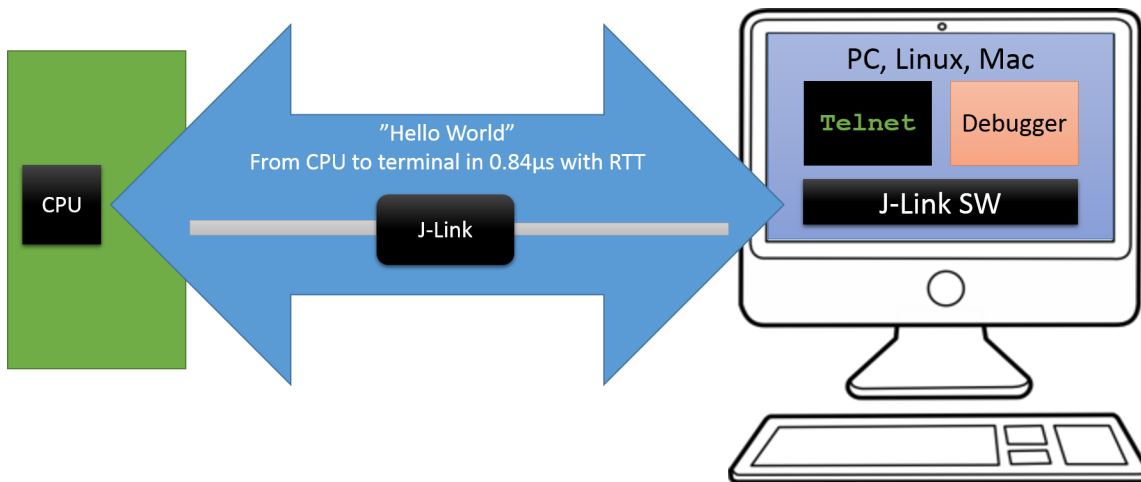 PC, Linux, Mac
Telnet
Debugger
J-Link SW
”Hello World”
From CPU to terminal in 0.84µs with RTT
CPU
J-Link